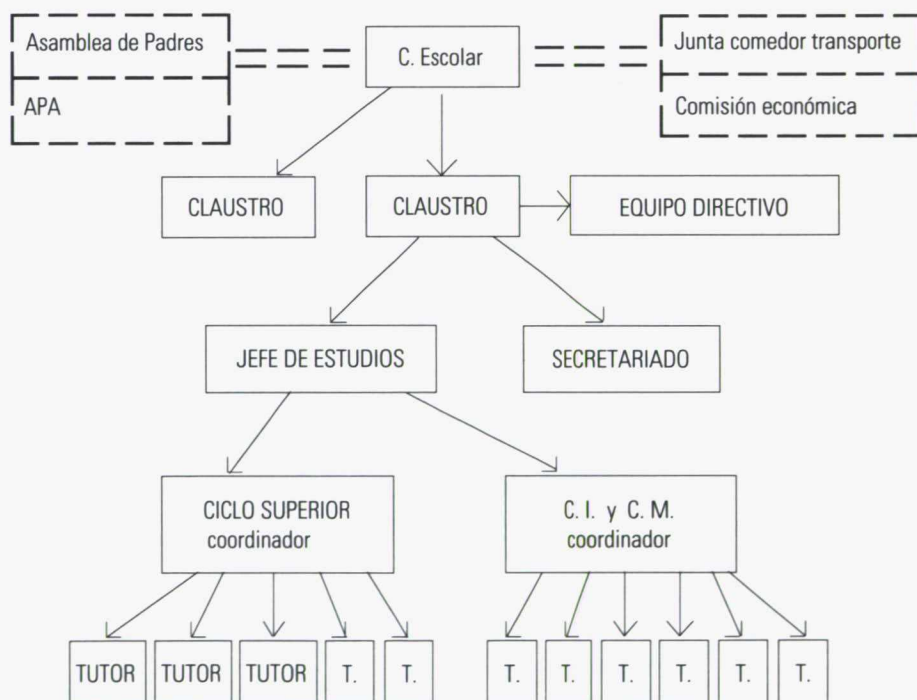 Asamblea de Padres
APA
C. Escolar
Junta comedor transporte
Comisión económica
CLAUSTRO
CLAUSTRO
EQUIPO DIRECTIVO
JEFE DE ESTUDIOS
SECRETARIADO
CICLO SUPERIOR
coordinador
C. I. y C. M.
coordinador
TUTOR
TUTOR
TUTOR
T.
T.
T.
T.
T.
T.
T.
T.